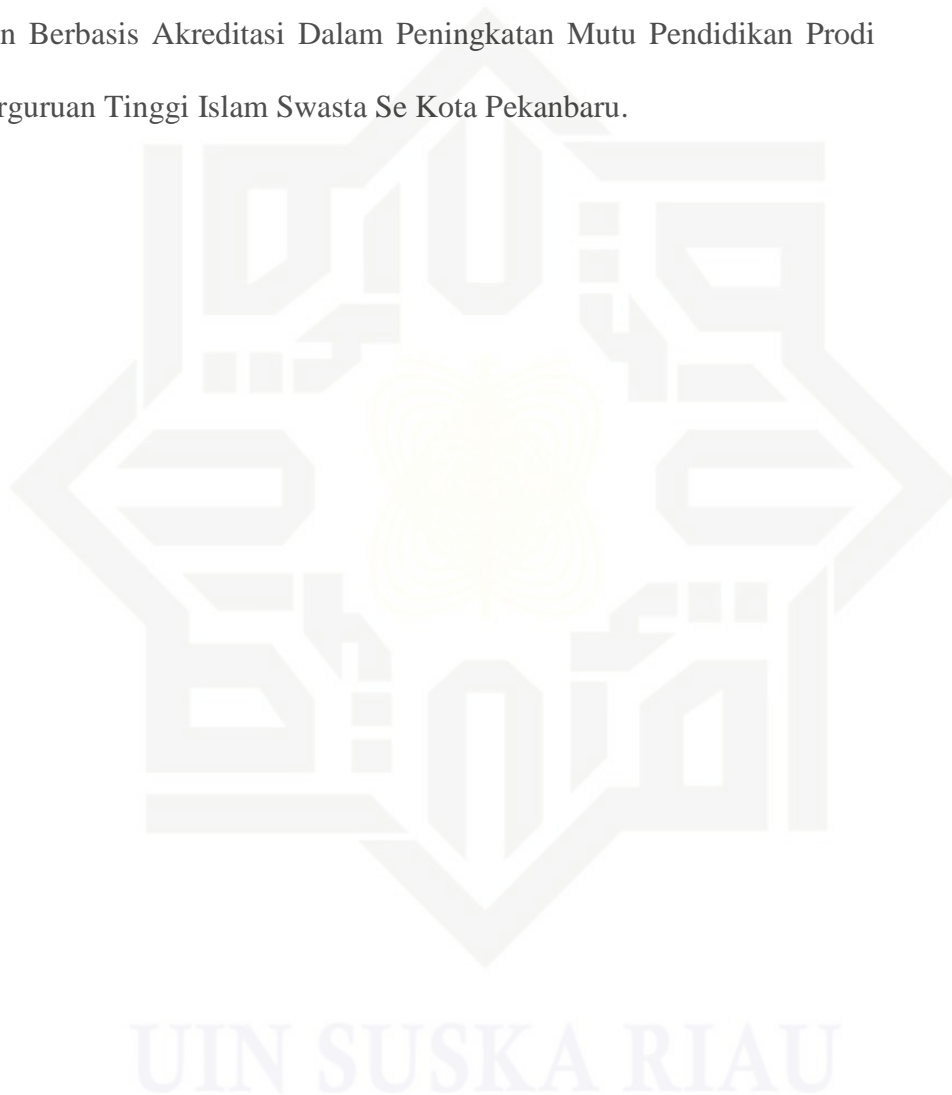 n Berbasis Akreditasi Dalam Peningkatan Mutu Pendidikan Prodi
rguruan Tinggi Islam Swasta Se Kota Pekanbaru.
UIN SUSKA RIAU